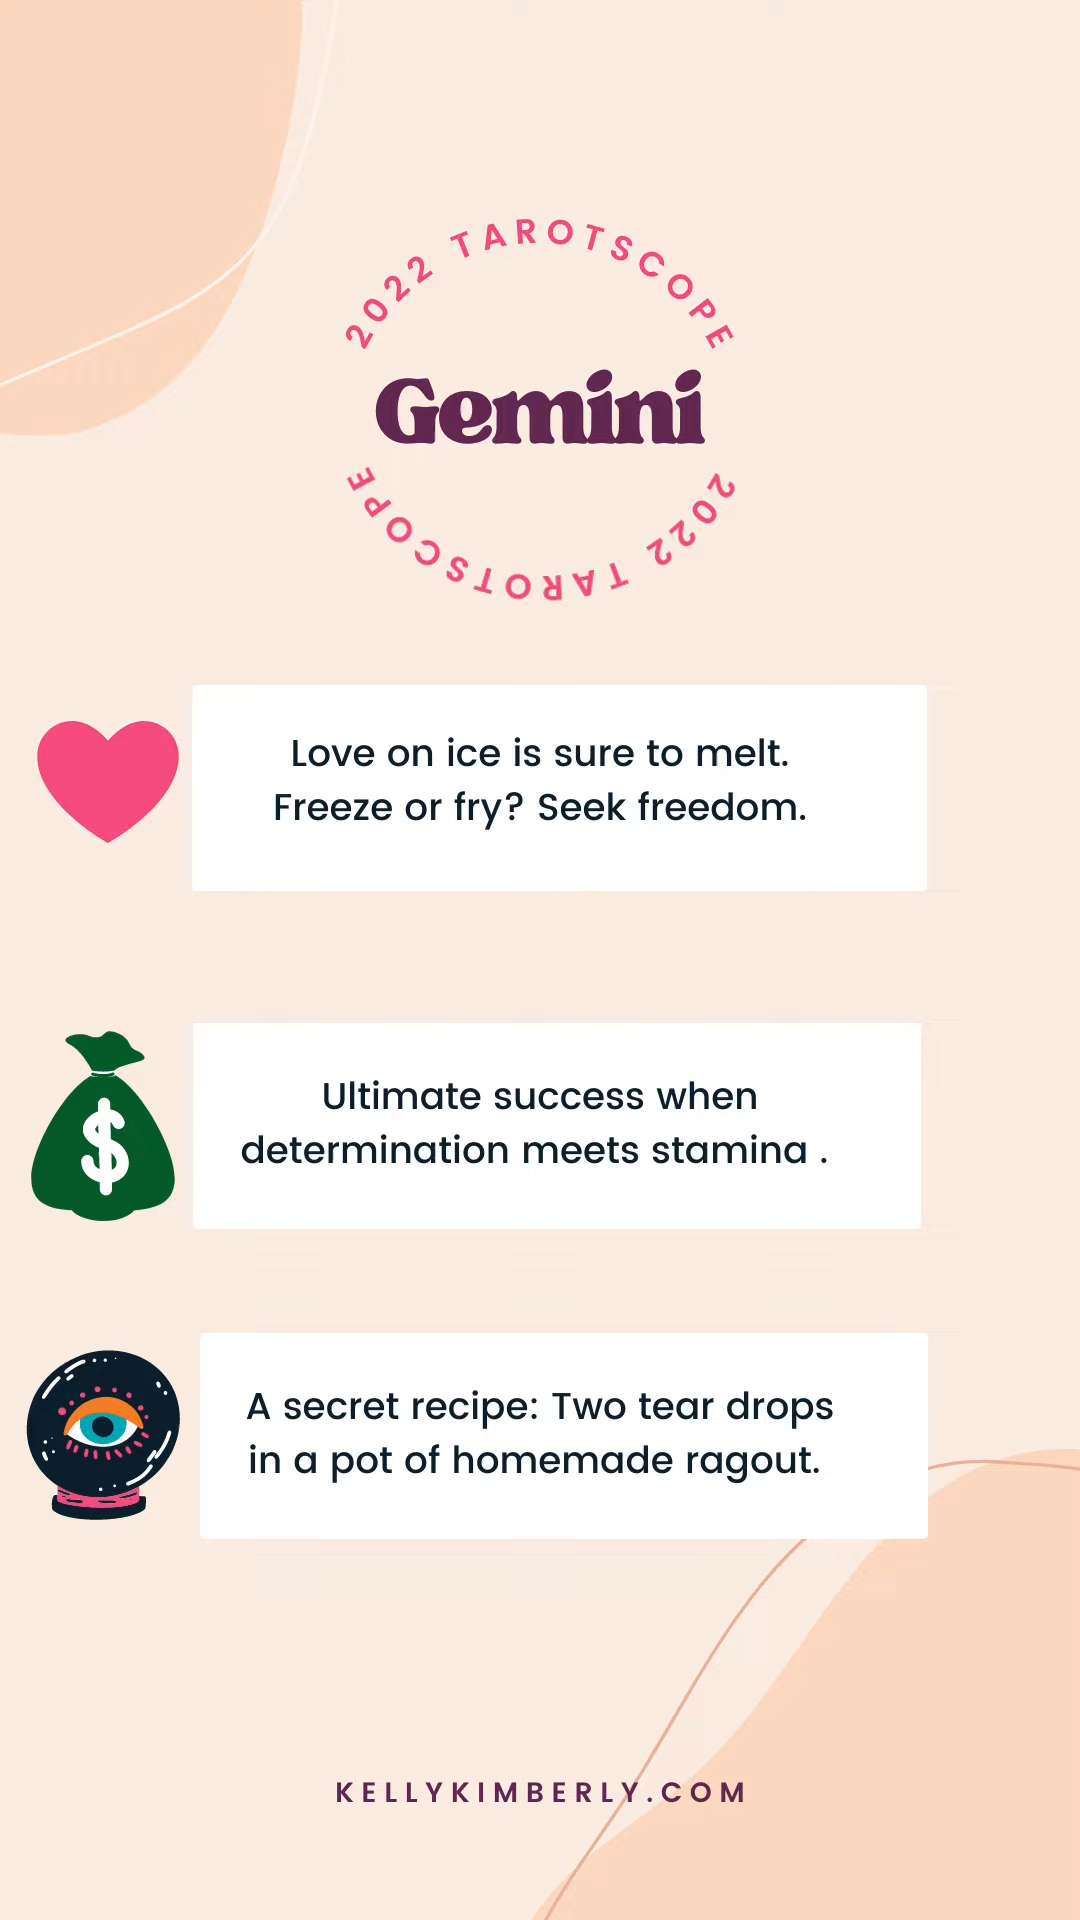 2022 TAROTSCOPE
Gemini
2022 TAROTSCOPE
Love on ice is sure to melt.
Freeze or fry? Seek freedom.
$
Ultimate success when
determination meets stamina .
A secret recipe: Two tear drops
in a pot of homemade ragout.
KELLYKIMBERLY.COM